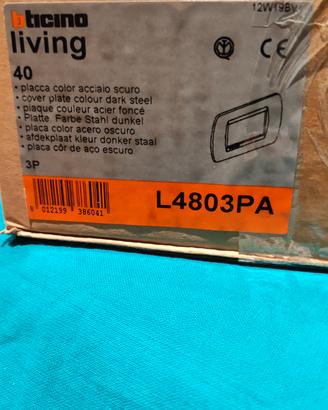 bticino
12W19BV
living
CE
40
• placca color acciaio scuro
• cover plate colour dark steel
• plaque couleur acier foncé
• Platte. Farbe Stahl dunkel
• placa color acero oscuro
• afdekplaat kleur donker staal
• placa côr de aço escuro
3P
L4803PA
8 012199 386041